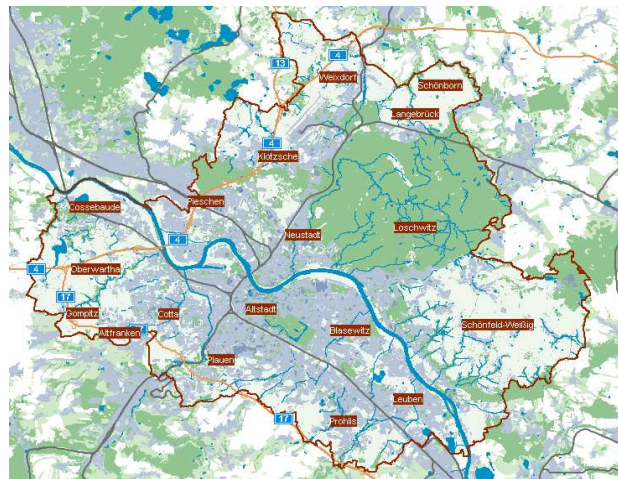 4
Weixdorf
13
Schönborn
Langebrück
4
Klotzsche
Pieschen
Cossebaude
Loschwitz
Neustadt
4
4
Oberwartha
17
Gompitz
Cotta
Altstadt
Altfranken
Blasewitz
Schönfeld-Weißig
Plauen
Leuben
17
Prohlis